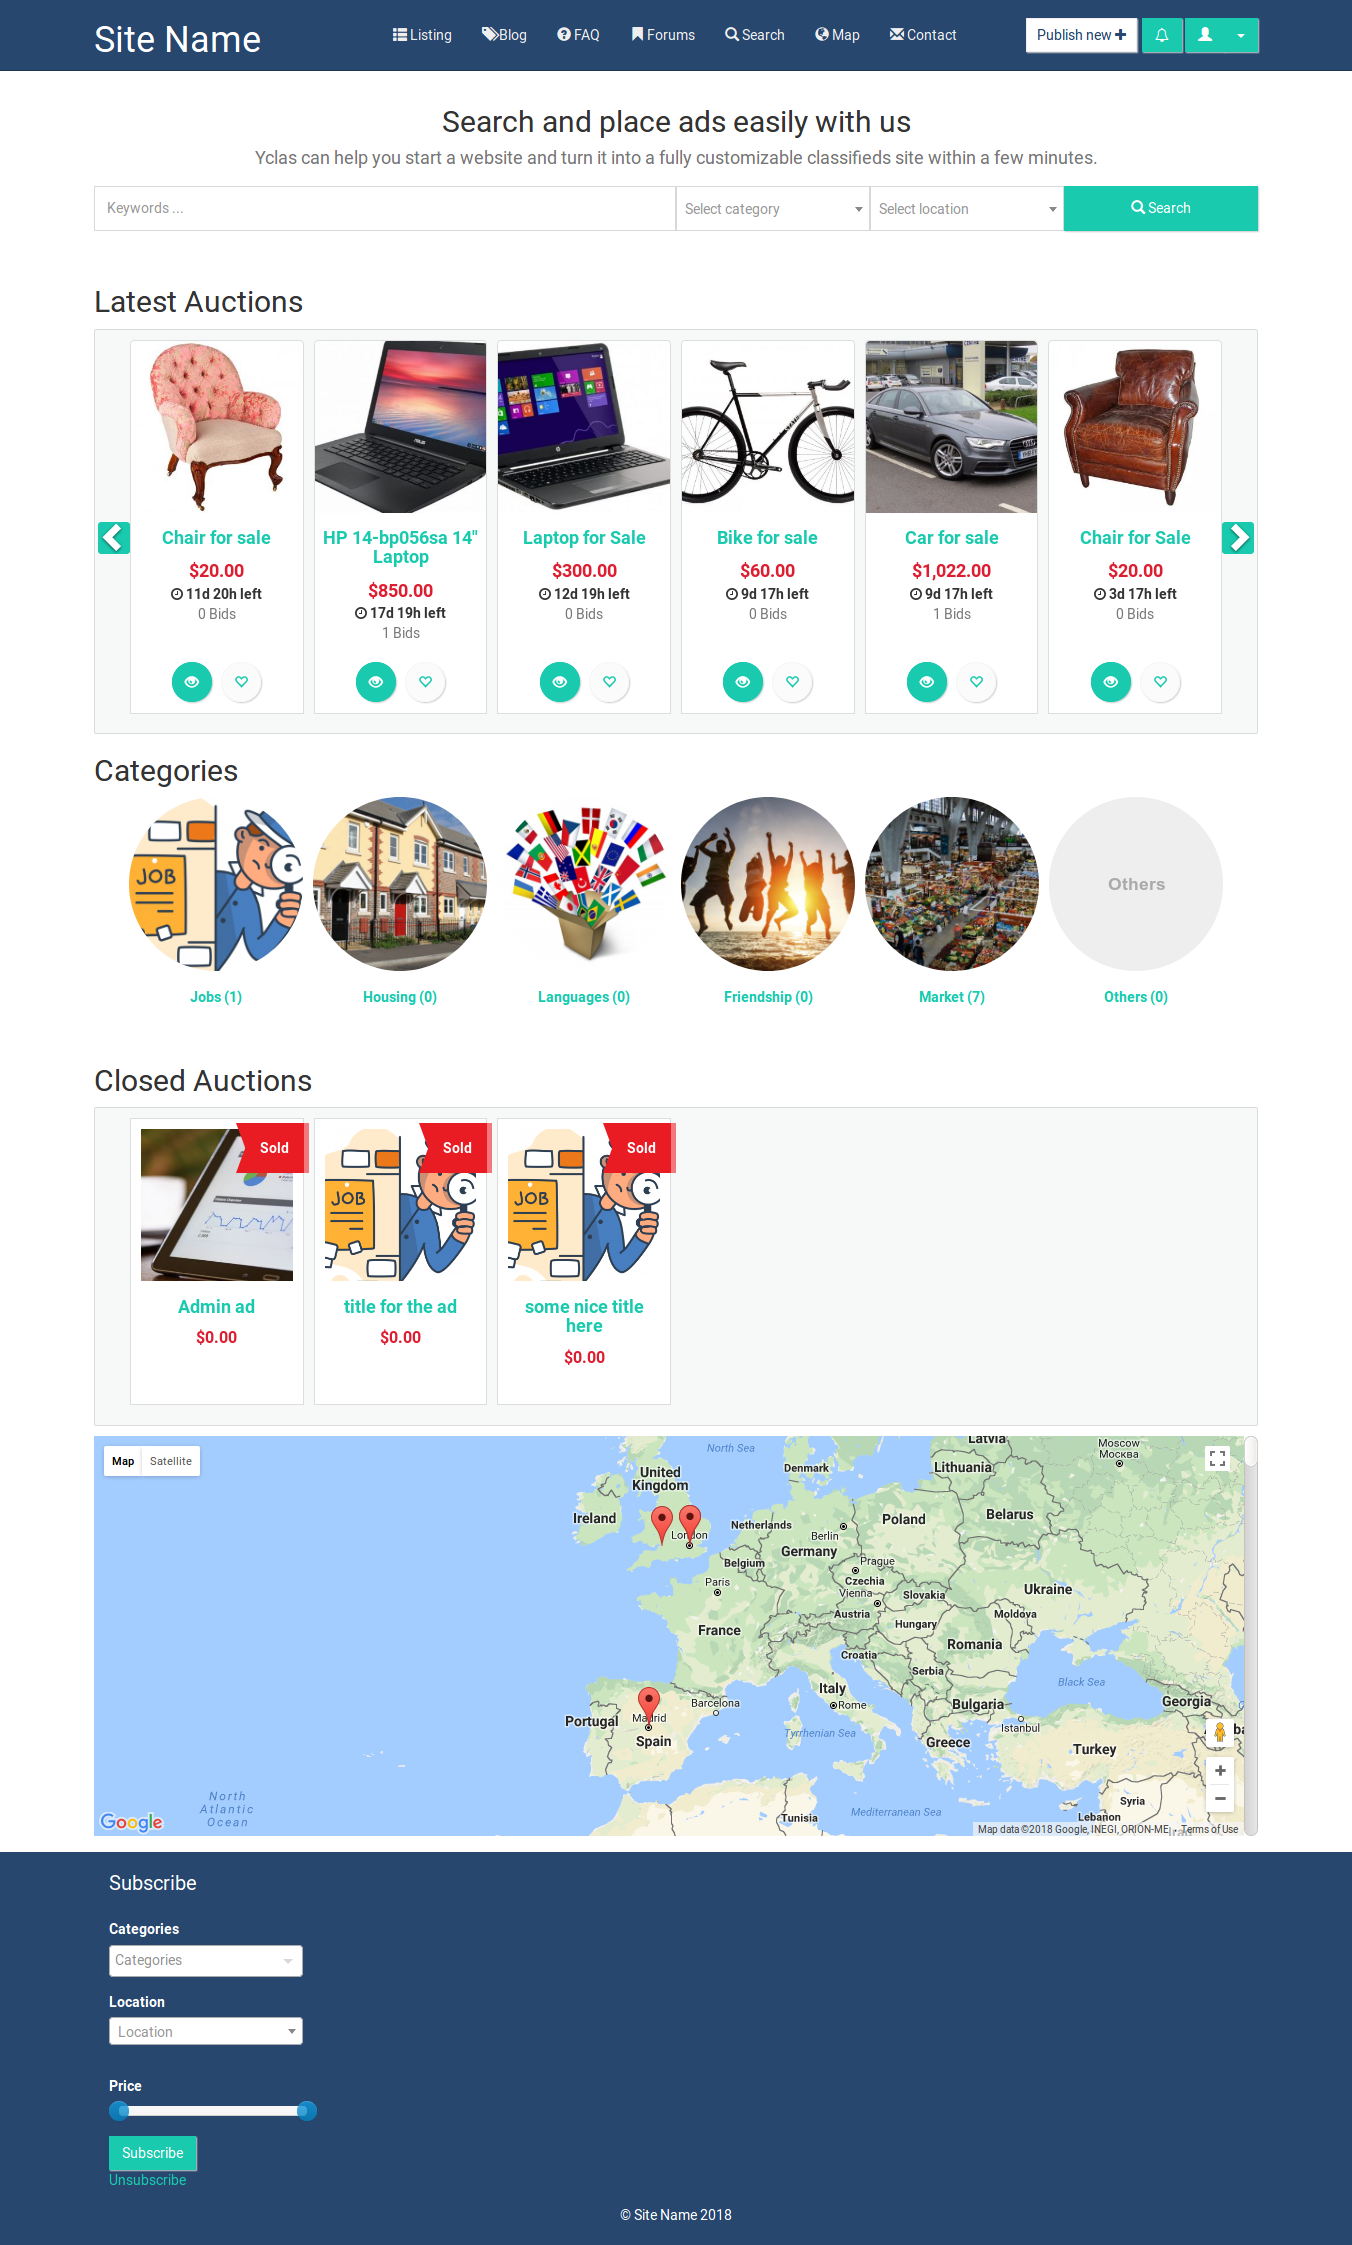 Site Name
Listing Blog FAQ Forums Search Map Contact
Publish new
Search and place ads easily with us
Yclas can help you start a website and turn it into a fully customizable classifieds site within a few minutes.
Keywords ...
Select category
Select location
Search
Latest Auctions
Chair for sale
$20.00
11d 20h left
0 Bids
HP 14-bp056sa 14"
Laptop
$850.00
17d 19h left
1 Bids
Laptop for Sale
$300.00
12d 19h left
0 Bids
Bike for sale
$60.00
9d 17h left
0 Bids
Car for sale
$1,022.00
9d 17h left
1 Bids
Chair for Sale
$20.00
3d 17h left
0 Bids
Categories
JOB
Others
Jobs (1)
Housing (0)
Languages (0)
Friendship (0)
Market (7)
Others (0)
Closed Auctions
Sold
Admin ad
$0.00
Sold
JOB
title for the ad
$0.00
Sold
JOB
some nice title
here
$0.00
Map
Satellite
North Sea
Latvia
Moscow
Москва
United
Kingdom
Denmark
Lithuania
Ireland
Netherlands
Berlin
Poland
Belarus
London
Belgium
Germany
Prague
Paris
Czechia
Vienna
Slovakia
Ukraine
Austria
Hungary
Moldova
France
Romania
Croatia
Serbia
Italy
Black Sea
Barcelona
Rome
Bulgaria
Georgia
Portugal
Madrid
Spain
Tyrrhenian Sea
Istanbul
Greece
Turkey
North
Atlantic
Ocean
Mediterranean Sea
Tunisia
Syria
Lebanon
Google
Map data ©2018 Google, INEGI, ORION-ME
Terms of Use
Subscribe
Categories
Categories
Location
Location
Price
Subscribe
Unsubscribe
© Site Name 2018